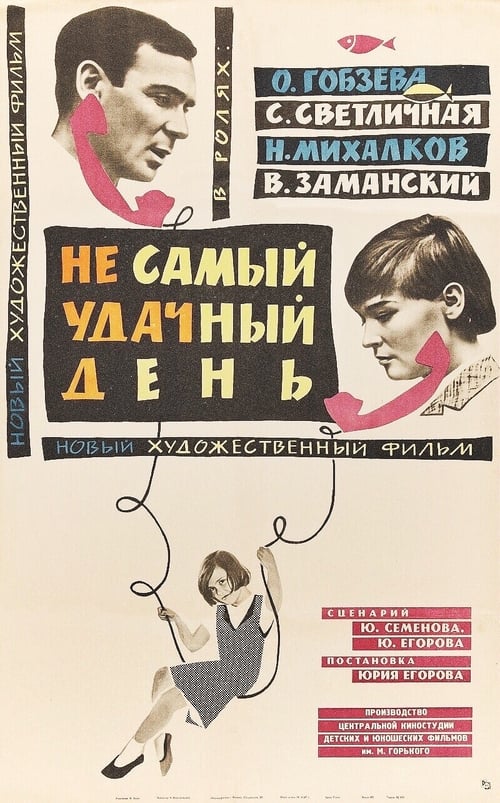 НОВЫЙ ХУДОЖЕСТВЕННЫЙ ФИЛЬМ
В РОЛЯХ:
О. ГОБЗЕВА
С. СВЕТЛИЧНАЯ
Н. МИХАЛКОВ
В. ЗАМАНСКИЙ
НЕ САМЫЙ
УДАЧНЫЙ
ДЕНЬ
НОВЫЙ ХУДОЖЕСТВЕННЫЙ ФИЛЬМ
СЦЕНАРИЙ
Ю. СЕМЕНОВА,
Ю. ЕГОРОВА
ПОСТАНОВКА
ЮРИЯ ЕГОРОВА
ПРОИЗВОДСТВО
ЦЕНТРАЛЬНОЙ КИНОСТУДИИ
ДЕТСКИХ И ЮНОШЕСКИХ ФИЛЬМОВ
ИМ. М. ГОРЬКОГО